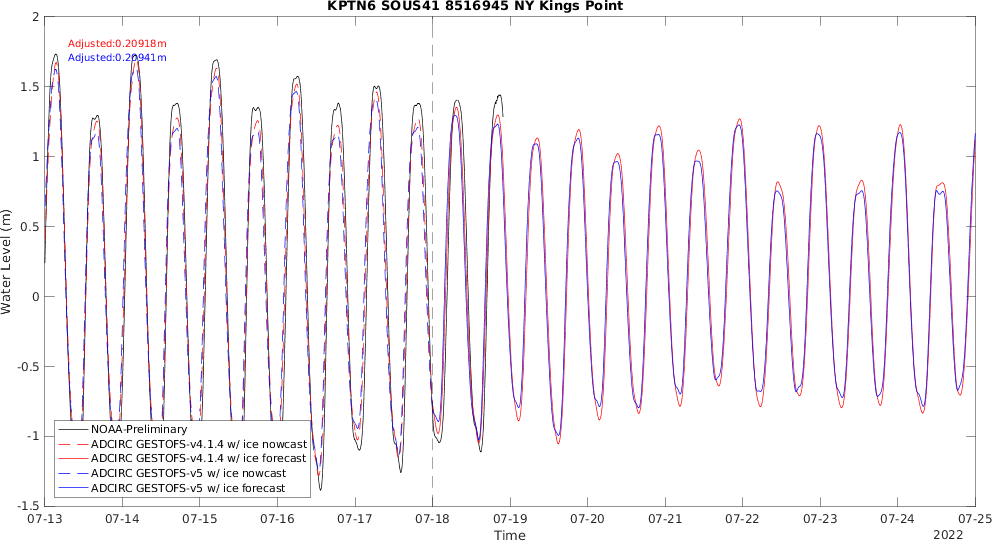 KPTN6 SOUS41 8516945 NY Kings Point
Adjusted:0.20918m
Adjusted:0.20941m
2
1.5
1
0.5
0
-0.5
-1
-1.5
Water Level (m)
NOAA-Preliminary
ADCIRC GESTOFS-v4.1.4 w/ ice nowcast
ADCIRC GESTOFS-v4.1.4 w/ ice forecast
ADCIRC GESTOFS-v5 w/ ice nowcast
ADCIRC GESTOFS-v5 w/ ice forecast
07-13 07-14 07-15 07-16 07-17 07-18 07-19 07-20 07-21 07-22 07-23 07-24 07-25
Time
2022